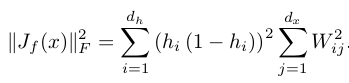 ‖J_f(x)‖_F^2 = \sum_{i=1}^{d_h} (h_i (1 − h_i))^2 \sum_{j=1}^{d_x} W_{ij}^2.